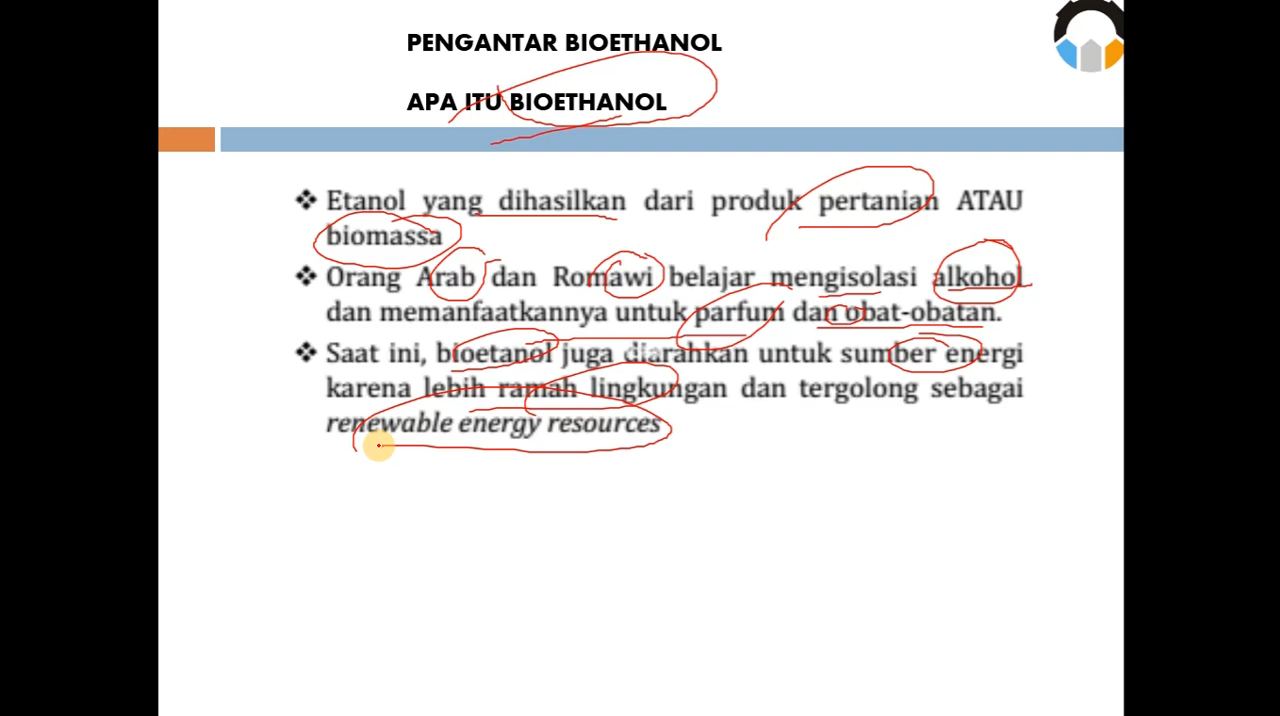 PENGANTAR BIOETHANOL
APA ITU BIOETHANOL
❖ Etanol yang dihasilkan dari produk pertanian ATAU
biomassa
❖ Orang Arab dan Romawi belajar mengisolasi alkohol
dan memanfaatkannya untuk parfum dan obat-obatan.
❖ Saat ini, bioetanol juga diarahkan untuk sumber energi
karena lebih ramah lingkungan dan tergolong sebagai
renewable energy resources